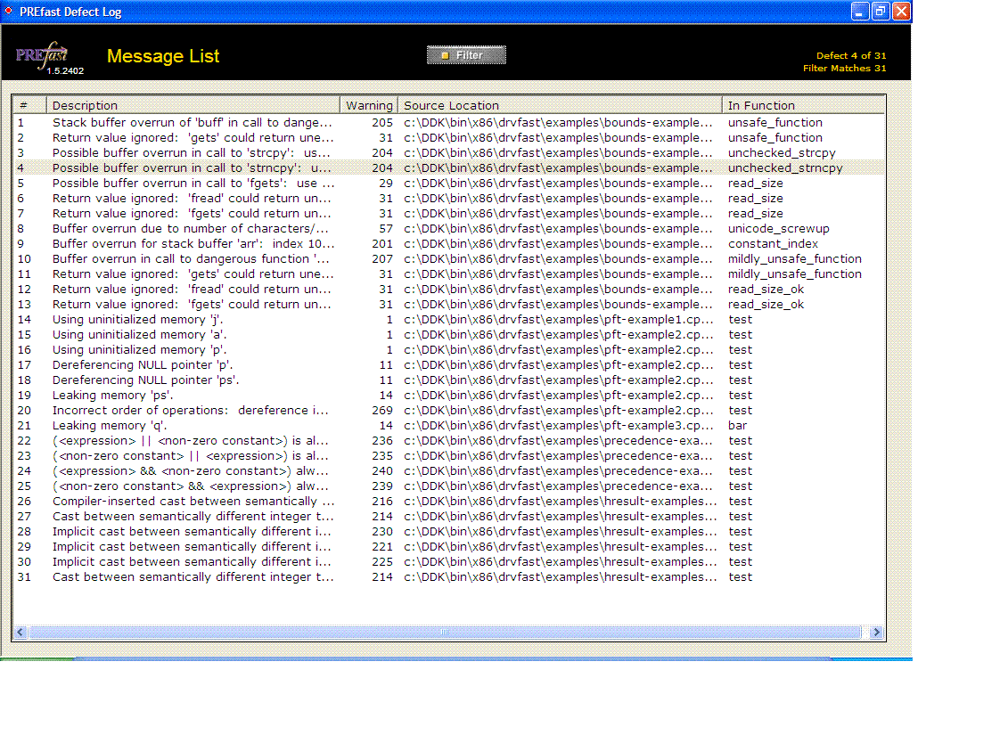 PREfast Defect Log
PREfast 1.5.2402
Message List
Filter
Defect 4 of 31
Filter Matches 31
# Description Warning Source Location In Function
1 Stack buffer overrun of 'buff' in call to dange... 205 c:\DDK\bin\x86\drvfast\examples\bounds-example... unsafe_function
2 Return value ignored: 'gets' could return une... 31 c:\DDK\bin\x86\drvfast\examples\bounds-example... unsafe_function
3 Possible buffer overrun in call to 'strcpy': us... 204 c:\DDK\bin\x86\drvfast\examples\bounds-example... unchecked_strcpy
4 Possible buffer overrun in call to 'strncpy': u... 204 c:\DDK\bin\x86\drvfast\examples\bounds-example... unchecked_strncpy
5 Possible buffer overrun in call to 'fgets': use ... 29 c:\DDK\bin\x86\drvfast\examples\bounds-example... read_size
6 Return value ignored: 'fread' could return un... 31 c:\DDK\bin\x86\drvfast\examples\bounds-example... read_size
7 Return value ignored: 'fgets' could return un... 31 c:\DDK\bin\x86\drvfast\examples\bounds-example... read_size
8 Buffer overrun due to number of characters/... 57 c:\DDK\bin\x86\drvfast\examples\bounds-example... unicode_screwup
9 Buffer overrun for stack buffer 'arr': index 10... 201 c:\DDK\bin\x86\drvfast\examples\bounds-example... constant_index
10 Buffer overrun in call to dangerous function '... 207 c:\DDK\bin\x86\drvfast\examples\bounds-example... mildly_unsafe_function
11 Return value ignored: 'gets' could return une... 31 c:\DDK\bin\x86\drvfast\examples\bounds-example... mildly_unsafe_function
12 Return value ignored: 'fread' could return un... 31 c:\DDK\bin\x86\drvfast\examples\bounds-example... read_size_ok
13 Return value ignored: 'fgets' could return un... 31 c:\DDK\bin\x86\drvfast\examples\bounds-example... read_size_ok
14 Using uninitialized memory 'j'. 1 c:\DDK\bin\x86\drvfast\examples\pft-example1.cp... test
15 Using uninitialized memory 'a'. 1 c:\DDK\bin\x86\drvfast\examples\pft-example2.cp... test
16 Using uninitialized memory 'p'. 1 c:\DDK\bin\x86\drvfast\examples\pft-example2.cp... test
17 Dereferencing NULL pointer 'p'. 11 c:\DDK\bin\x86\drvfast\examples\pft-example2.cp... test
18 Dereferencing NULL pointer 'ps'. 11 c:\DDK\bin\x86\drvfast\examples\pft-example2.cp... test
19 Leaking memory 'ps'. 14 c:\DDK\bin\x86\drvfast\examples\pft-example2.cp... test
20 Incorrect order of operations: dereference i... 269 c:\DDK\bin\x86\drvfast\examples\pft-example2.cp... test
21 Leaking memory 'q'. 14 c:\DDK\bin\x86\drvfast\examples\pft-example3.cp... bar
22 (<expression> || <non-zero constant>) is al... 236 c:\DDK\bin\x86\drvfast\examples\precedence-exa... test
23 (<non-zero constant> || <expression>) is al... 235 c:\DDK\bin\x86\drvfast\examples\precedence-exa... test
24 (<expression> && <non-zero constant>) alw... 240 c:\DDK\bin\x86\drvfast\examples\precedence-exa... test
25 (<non-zero constant> && <expression>) alw... 239 c:\DDK\bin\x86\drvfast\examples\precedence-exa... test
26 Compiler-inserted cast between semantically ... 216 c:\DDK\bin\x86\drvfast\examples\hresult-examples... test
27 Cast between semantically different integer t... 214 c:\DDK\bin\x86\drvfast\examples\hresult-examples... test
28 Implicit cast between semantically different i... 230 c:\DDK\bin\x86\drvfast\examples\hresult-examples... test
29 Implicit cast between semantically different i... 221 c:\DDK\bin\x86\drvfast\examples\hresult-examples... test
30 Implicit cast between semantically different i... 225 c:\DDK\bin\x86\drvfast\examples\hresult-examples... test
31 Cast between semantically different integer t... 214 c:\DDK\bin\x86\drvfast\examples\hresult-examples... test